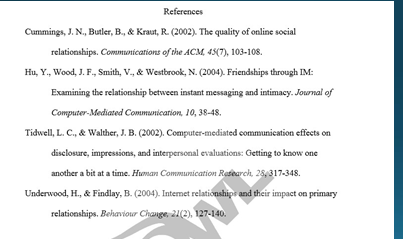 References
Cummings, J. N., Butler, B., & Kraut, R. (2002). The quality of online social
relationships. Communications of the ACM, 45(7), 103-108.
Hu, Y., Wood, J. F., Smith, V., & Westbrook, N. (2004). Friendships through IM:
Examining the relationship between instant messaging and intimacy. Journal of
Computer-Mediated Communication, 10, 38-48.
Tidwell, L. C., & Walther, J. B. (2002). Computer-mediated communication effects on
disclosure, impressions, and interpersonal evaluations: Getting to know one
another a bit at a time. Human Communication Research, 28, 317-348.
Underwood, H., & Findlay, B. (2004). Internet relationships and their impact on primary
relationships. Behaviour Change, 21(2), 127-140.